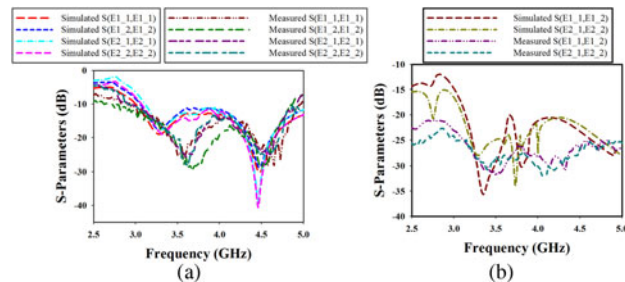 Simulated S(E1_1,E1_1)
Simulated S(E1_2,E1_2)
Simulated S(E2_1,E2_1)
Simulated S(E2_2,E2_2)
Measured S(E1_1,E1_1)
Measured S(E1_2,E1_2)
Measured S(E2_1,E2_1)
Measured S(E2_2,E2_2)
0
-10
-20
-30
-40
S-Parameters (dB)
2.5 3.0 3.5 4.0 4.5 5.0
Frequency (GHz)
(a)
Simulated S(E1_1,E1_2)
Simulated S(E1_2,E2_2)
Measured S(E1_1,E1_2)
Measured S(E1_2,E2_2)
-10
-15
-20
-25
-30
-35
-40
S-Parameters (dB)
2.5 3.0 3.5 4.0 4.5 5.0
Frequency (GHz)
(b)